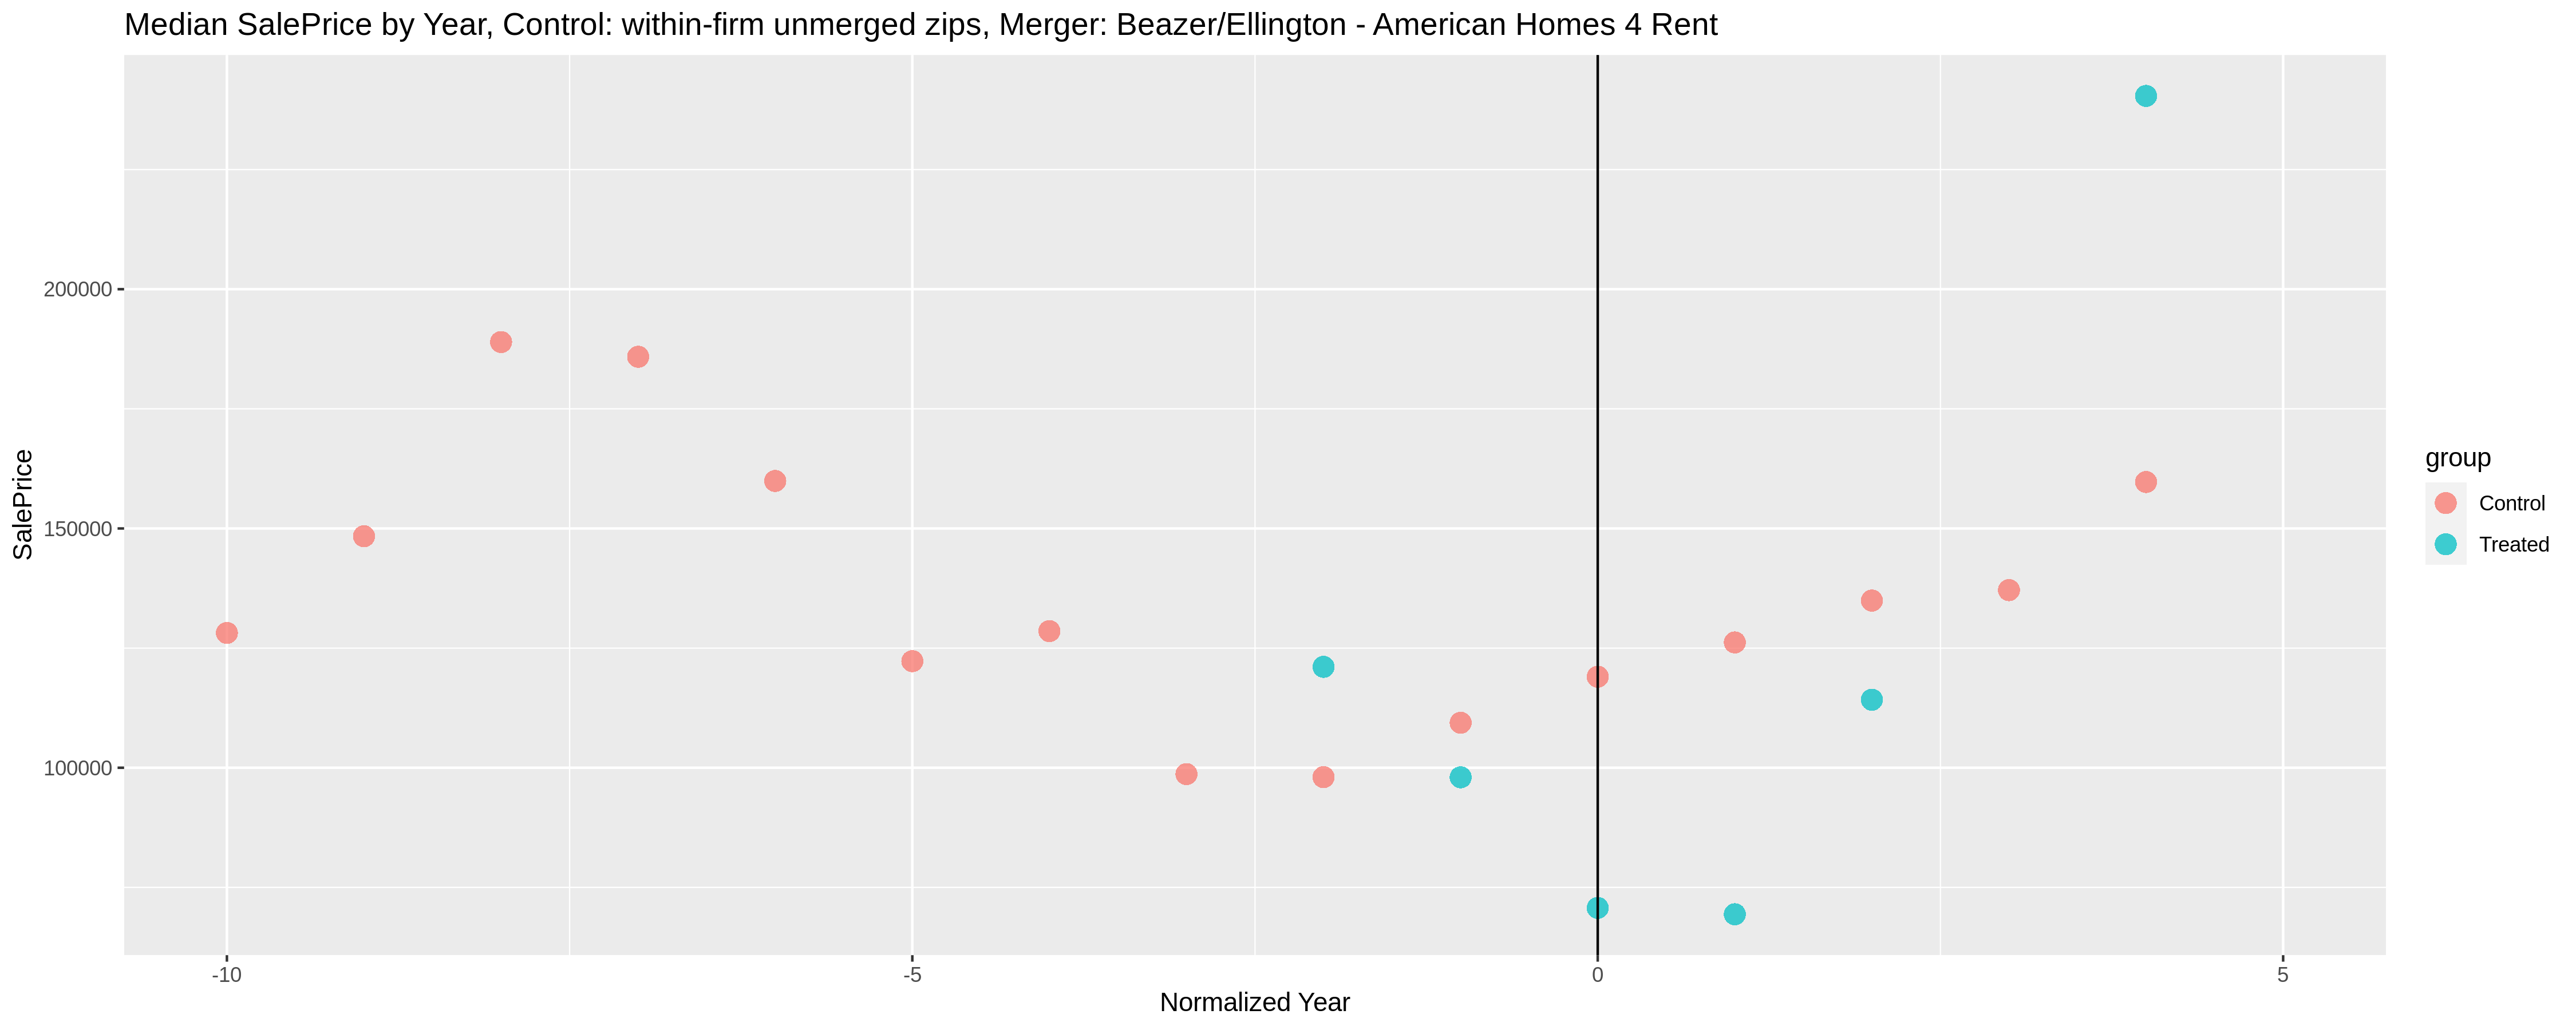 Median SalePrice by Year, Control: within-firm unmerged zips, Merger: Beazer/Ellington - American Homes 4 Rent
SalePrice
200000
150000
100000
-10
-5
0
5
Normalized Year
group
Control
Treated